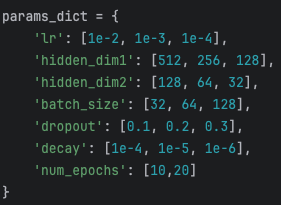 params_dict = {
    'lr': [1e-2, 1e-3, 1e-4],
    'hidden_dim1': [512, 256, 128],
    'hidden_dim2': [128, 64, 32],
    'batch_size': [32, 64, 128],
    'dropout': [0.1, 0.2, 0.3],
    'decay': [1e-4, 1e-5, 1e-6],
    'num_epochs': [10,20]
}